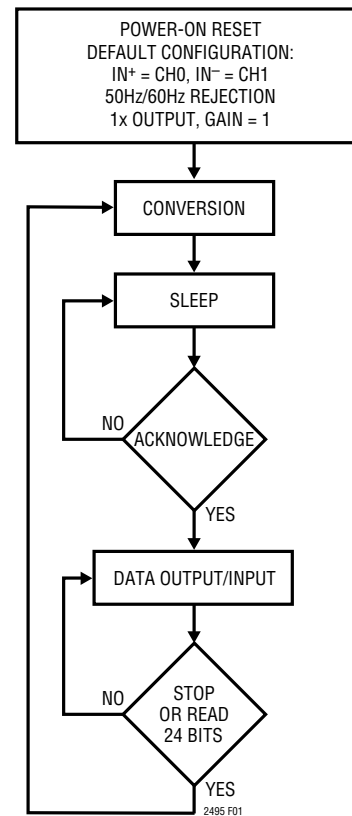 POWER-ON RESET
DEFAULT CONFIGURATION:
IN+ = CH0, IN– = CH1
50Hz/60Hz REJECTION
1x OUTPUT, GAIN = 1
CONVERSION
SLEEP
NO
ACKNOWLEDGE
YES
DATA OUTPUT/INPUT
NO
STOP
OR READ
24 BITS
YES
2495 F01